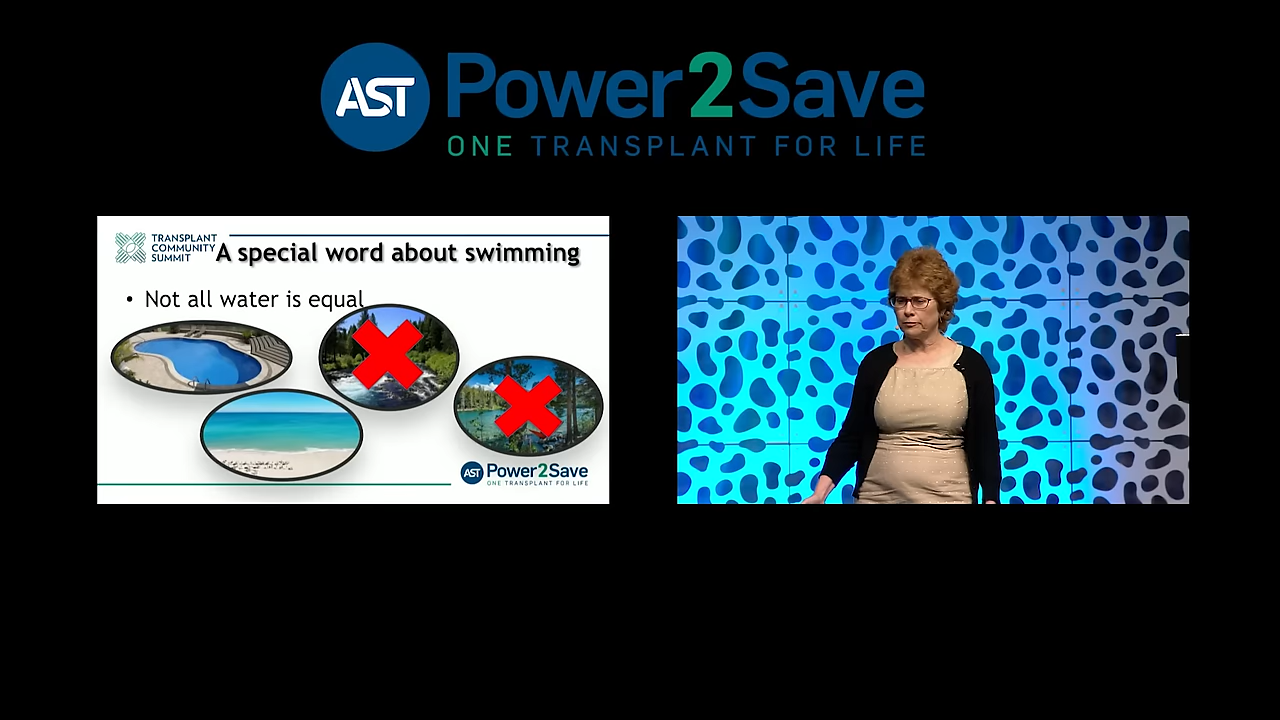 AST Power2Save
ONE TRANSPLANT FOR LIFE
TRANSPLANT
COMMUNITY
SUMMIT
A special word about swimming
• Not all water is equal
AST Power2Save
ONE TRANSPLANT FOR LIFE